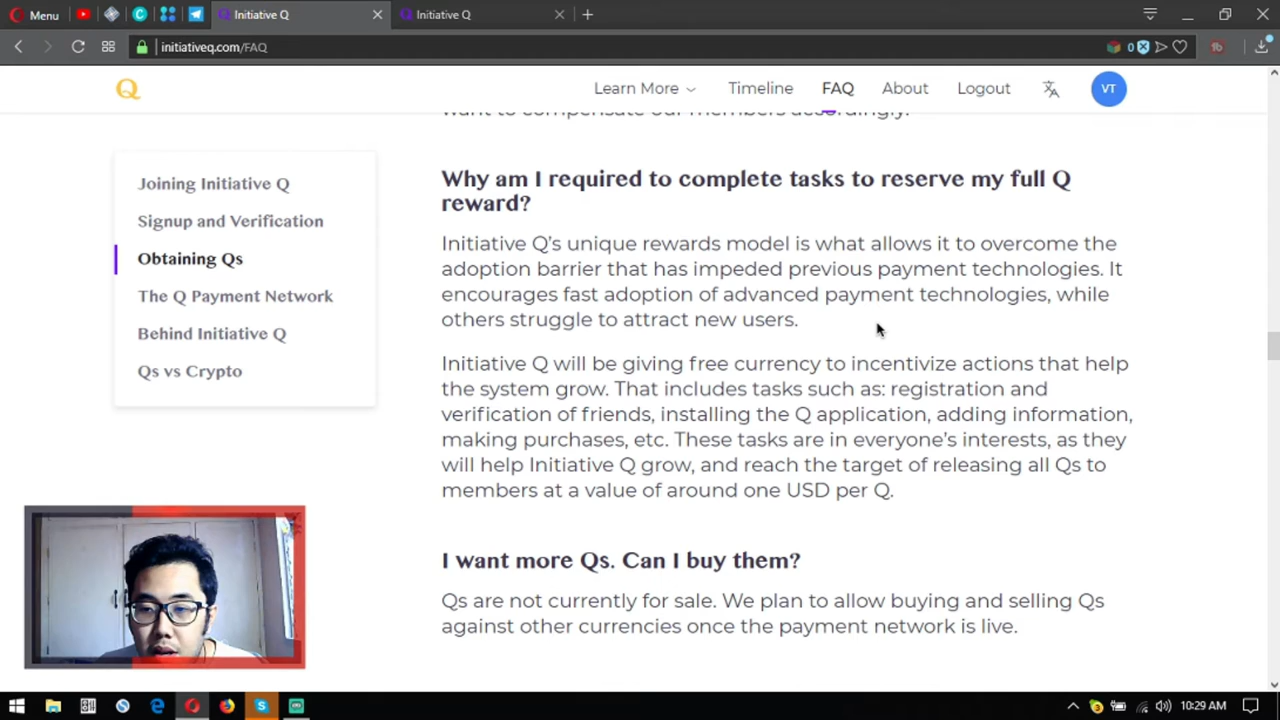 Menu
Initiative Q
Initiative Q
initiativeq.com/FAQ
0
Q
Learn More
Timeline
FAQ
About
Logout
VT
want to compensate our members accordingly.
Joining Initiative Q
Signup and Verification
Obtaining Qs
The Q Payment Network
Behind Initiative Q
Qs vs Crypto
Why am I required to complete tasks to reserve my full Q
reward?
Initiative Q's unique rewards model is what allows it to overcome the
adoption barrier that has impeded previous payment technologies. It
encourages fast adoption of advanced payment technologies, while
others struggle to attract new users.
Initiative Q will be giving free currency to incentivize actions that help
the system grow. That includes tasks such as: registration and
verification of friends, installing the Q application, adding information,
making purchases, etc. These tasks are in everyone's interests, as they
will help Initiative Q grow, and reach the target of releasing all Qs to
members at a value of around one USD per Q.
I want more Qs. Can I buy them?
Qs are not currently for sale. We plan to allow buying and selling Qs
against other currencies once the payment network is live.
10:29 AM